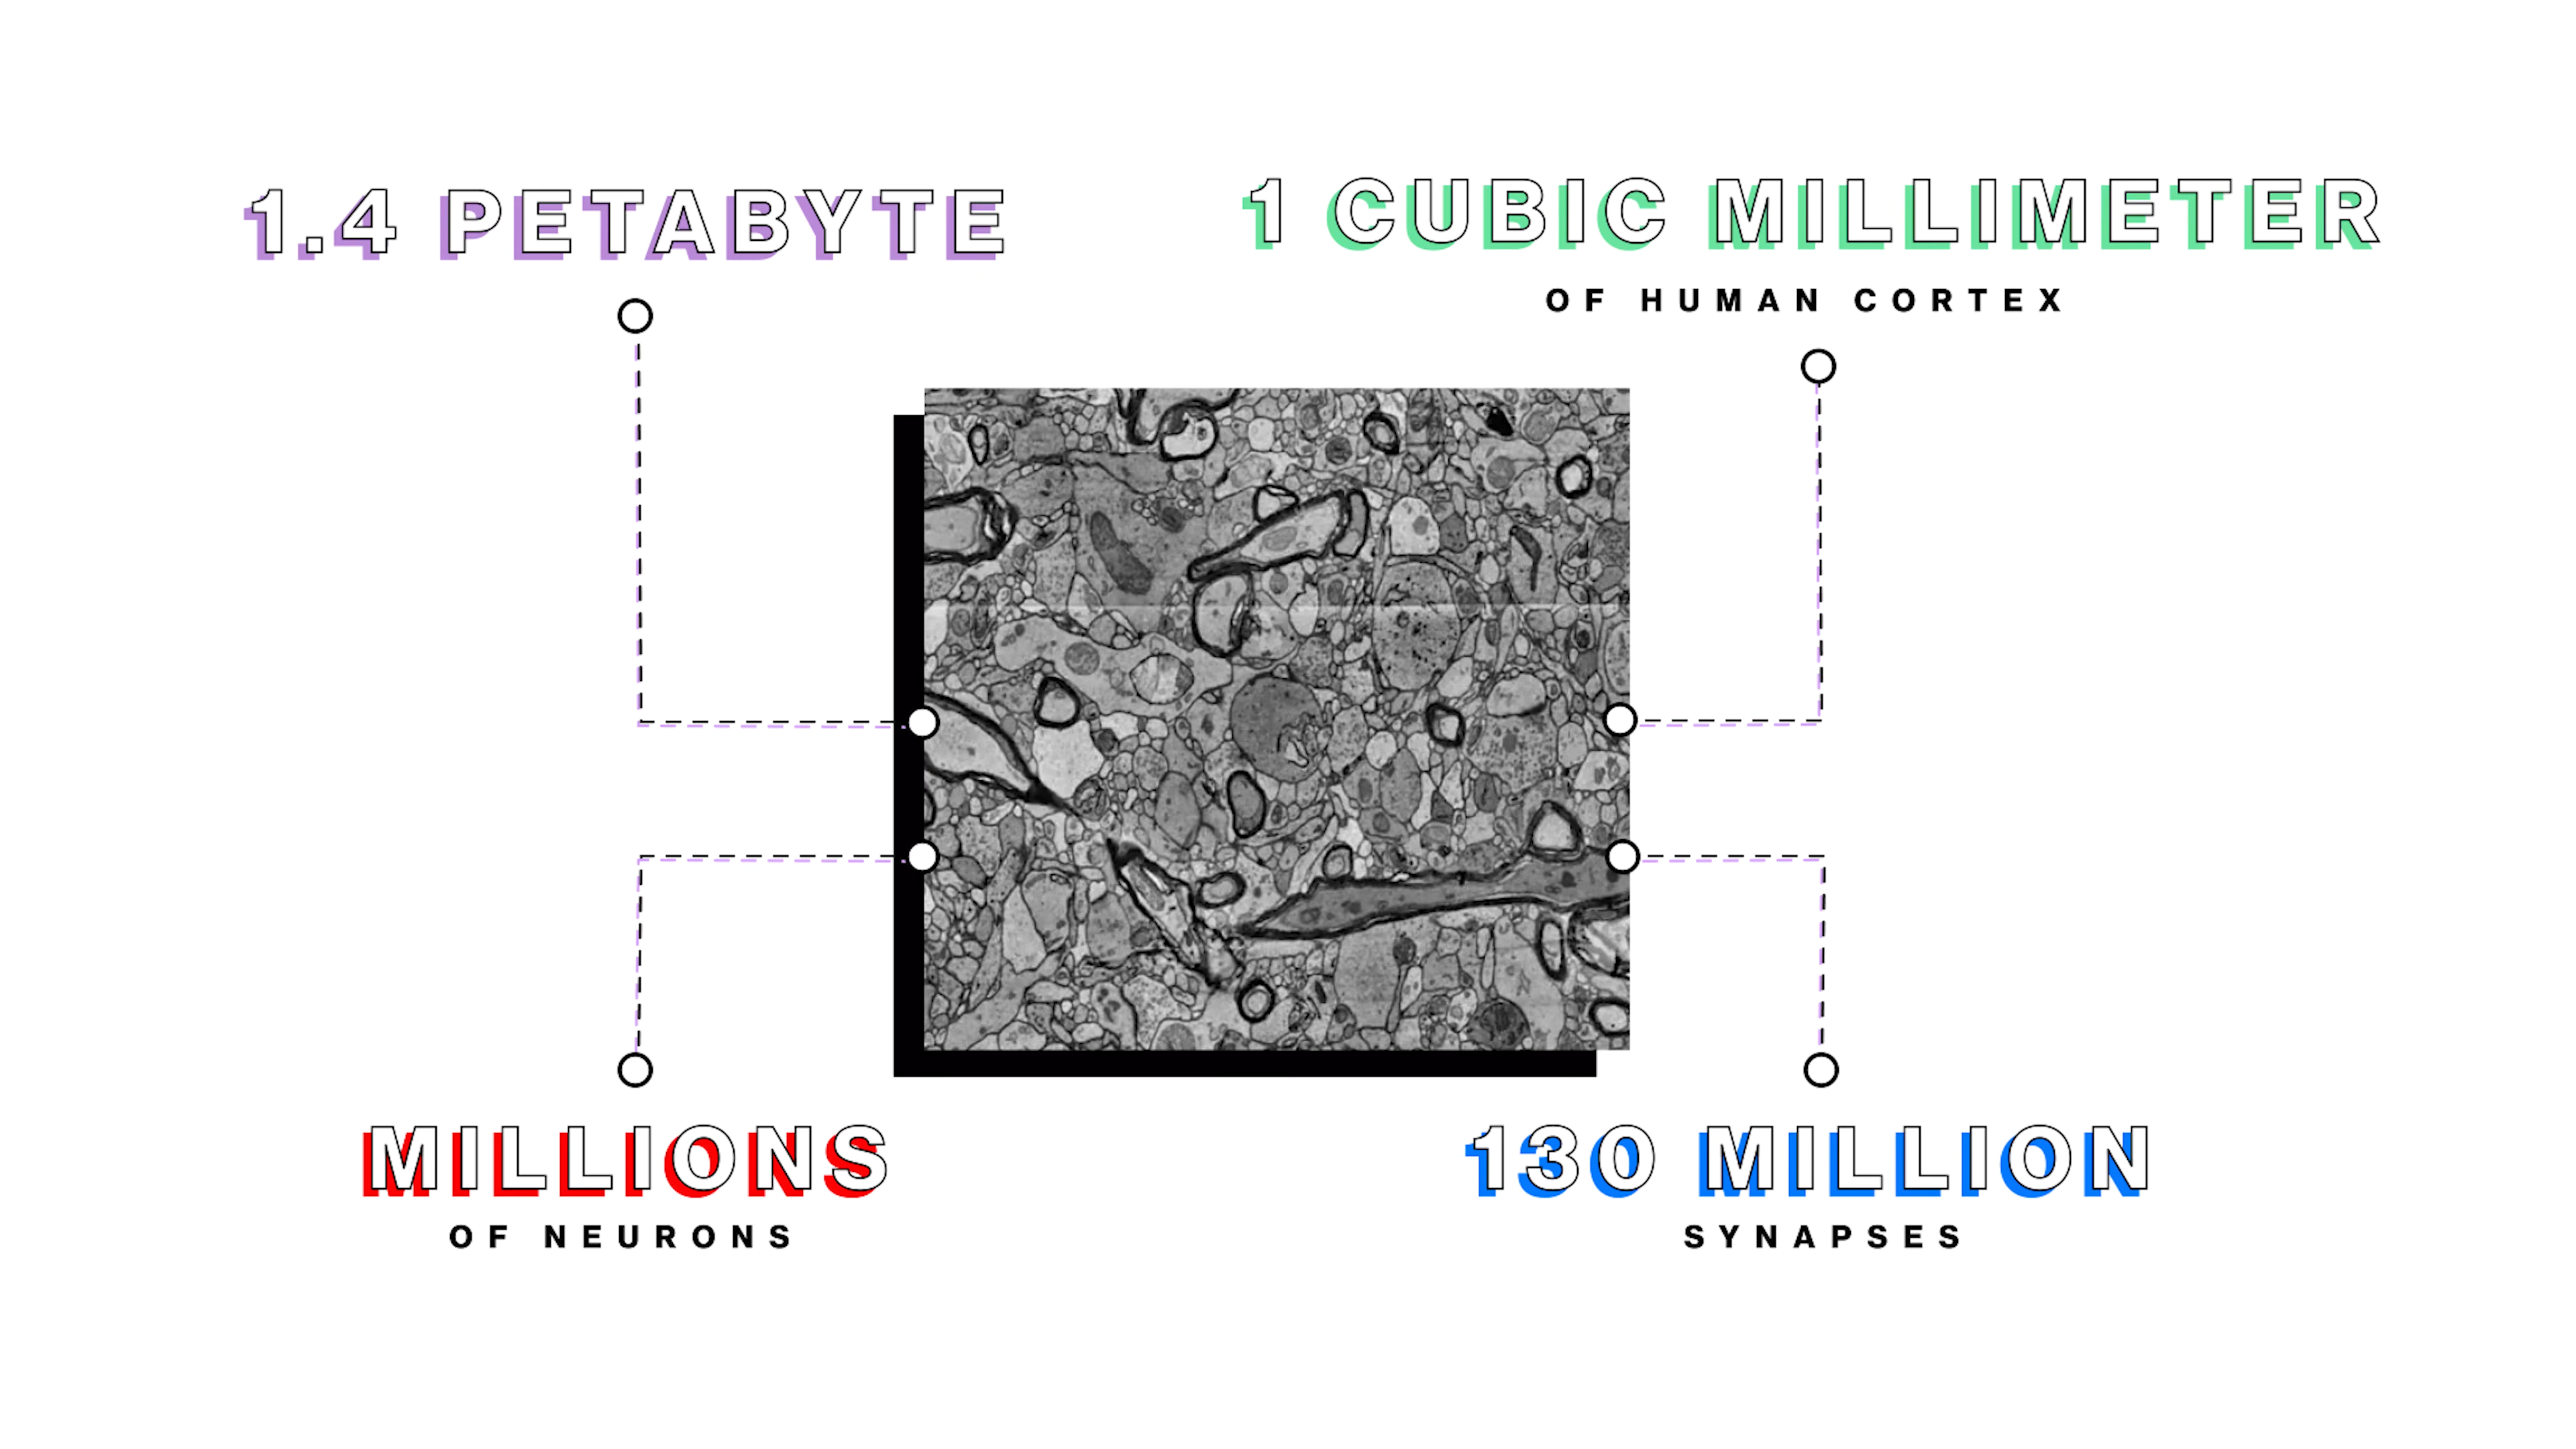 1.4 PETABYTE
1 CUBIC MILLIMETER
OF HUMAN CORTEX
MILLIONS
OF NEURONS
130 MILLION
SYNAPSES